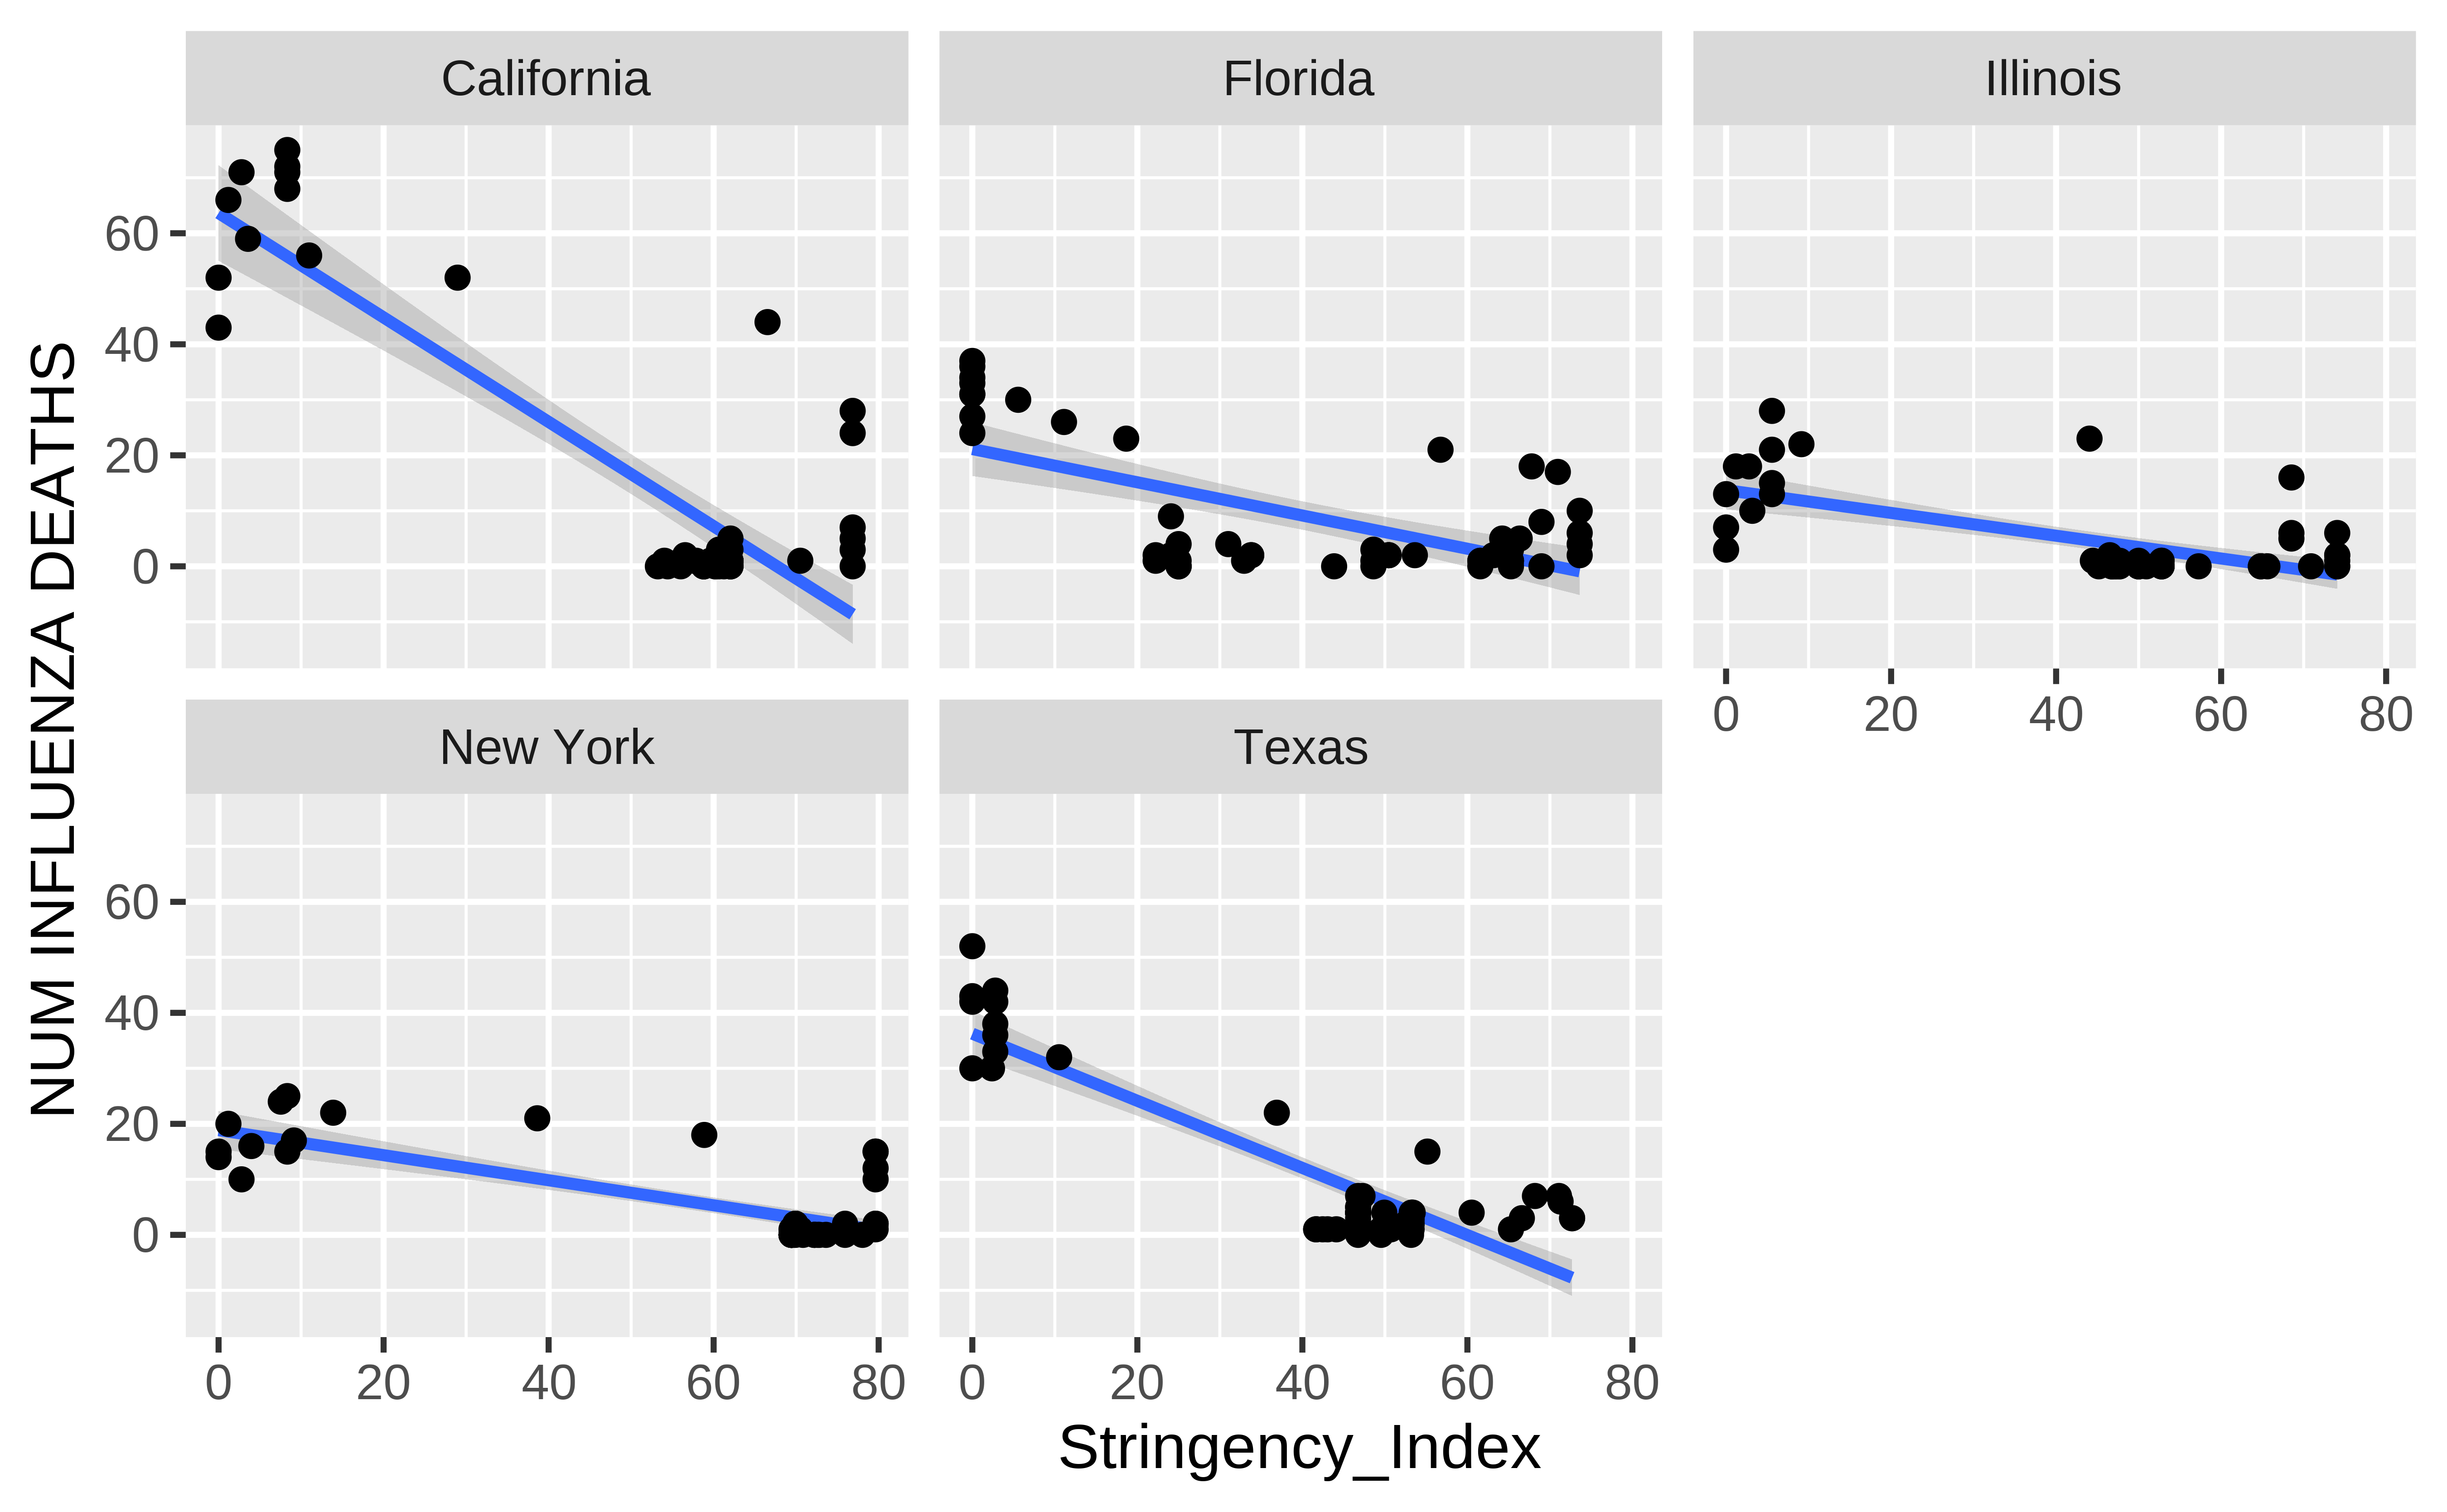 California
Florida
Illinois
60
40
20
0
0 20 40 60 80
New York
Texas
60
40
20
0
0 20 40 60 80
0 20 40 60 80
Stringency_Index
NUM INFLUENZA DEATHS